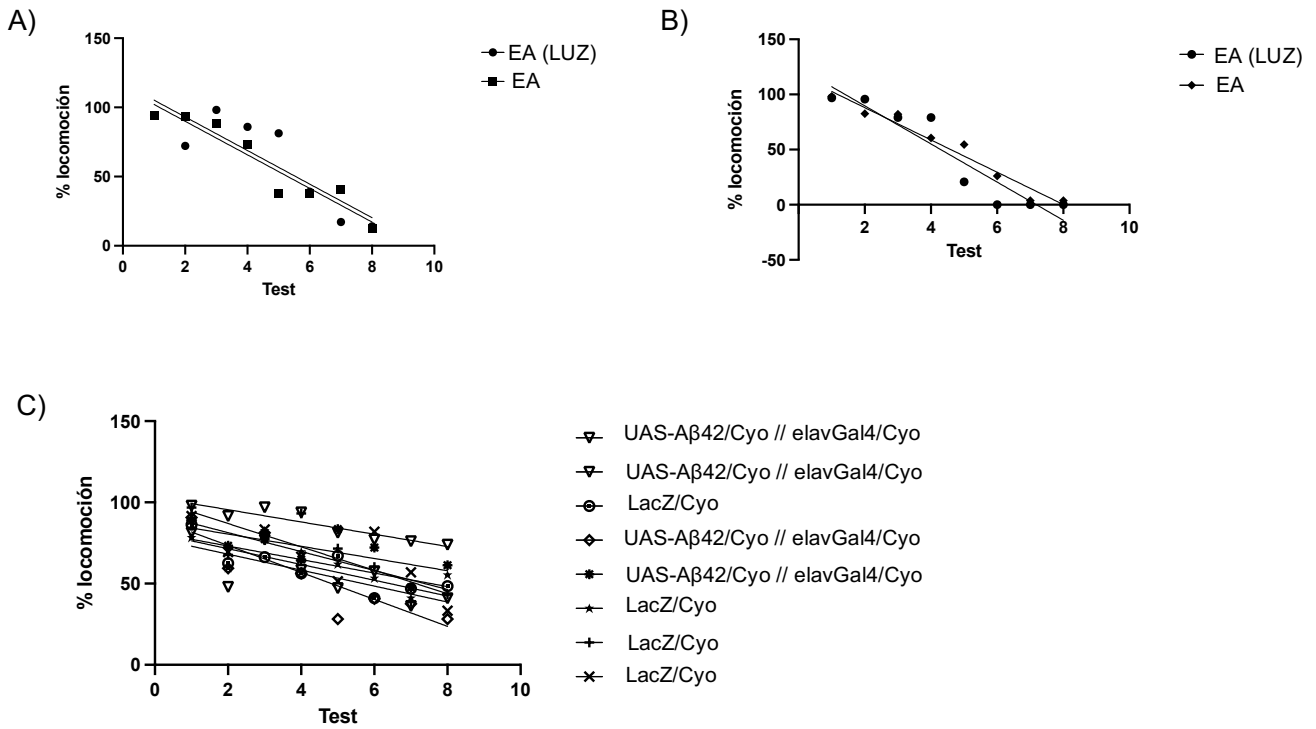 A)
150
100
50
0
% locomoción
0 2 4 6 8 10
Test
EA (LUZ)
EA
B)
150
100
50
0
-50
% locomoción
2 4 6 8 10
Test
EA (LUZ)
EA
C)
150
100
50
0
% locomoción
0 2 4 6 8 10
Test
UAS-Aβ42/Cyo // elavGal4/Cyo
UAS-Aβ42/Cyo // elavGal4/Cyo
LacZ/Cyo
UAS-Aβ42/Cyo // elavGal4/Cyo
UAS-Aβ42/Cyo // elavGal4/Cyo
LacZ/Cyo
LacZ/Cyo
LacZ/Cyo